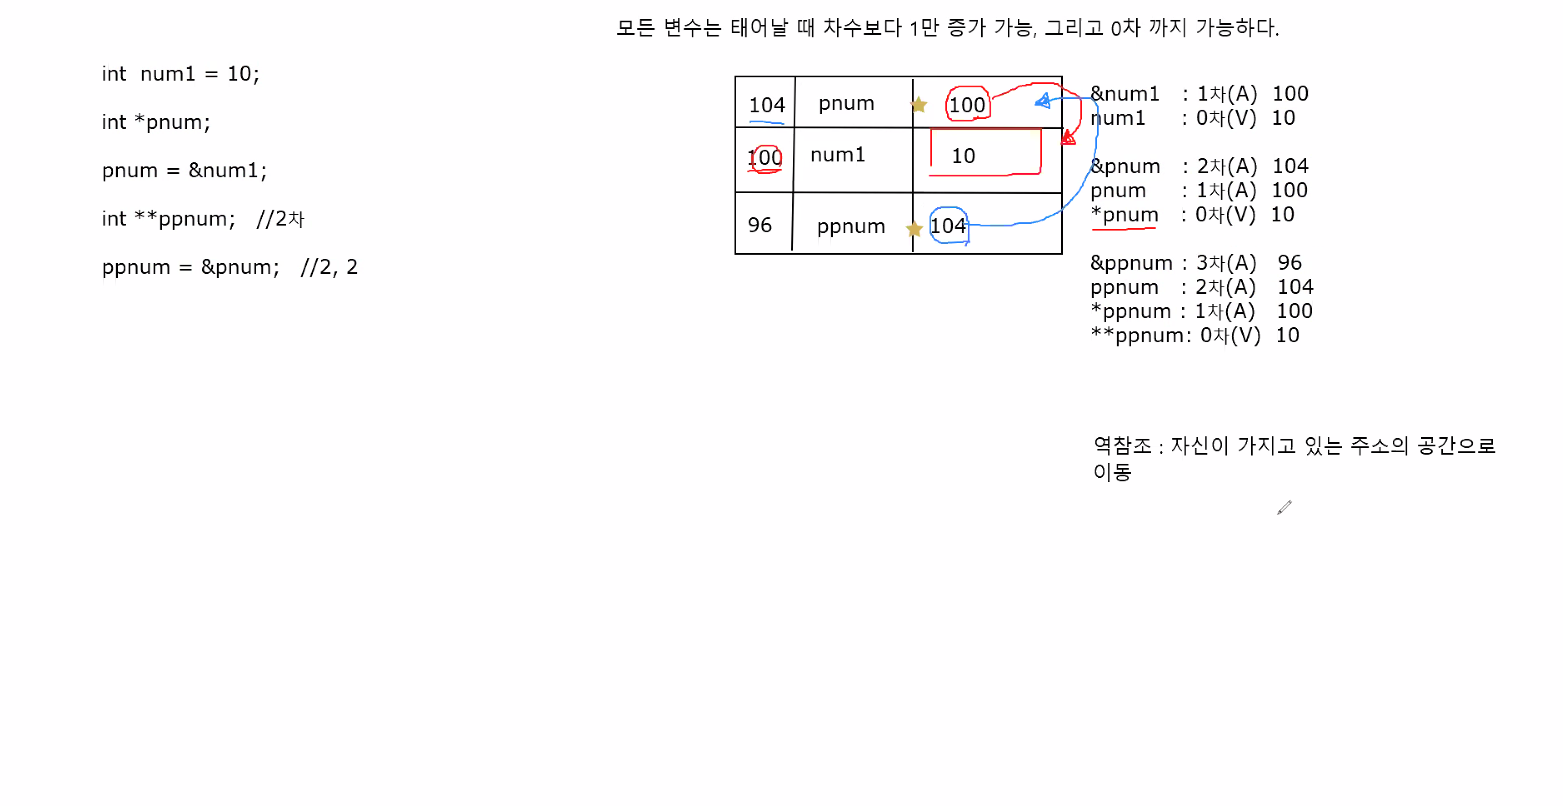 모든 변수는 태어날 때 차수보다 1만 증가 가능, 그리고 0차 까지 가능하다.
int  num1 = 10;
int *pnum;
pnum = &num1;
int **ppnum;   //2차
ppnum = &pnum;   //2, 2
104 pnum 100
100 num1 10
96 ppnum 104
&num1   : 1차(A)  100
num1     : 0차(V)  10
&pnum   : 2차(A)  104
pnum     : 1차(A)  100
*pnum   : 0차(V)  10
&ppnum : 3차(A)   96
ppnum   : 2차(A)   104
*ppnum : 1차(A)   100
**ppnum: 0차(V)  10
역참조 : 자신이 가지고 있는 주소의 공간으로
이동